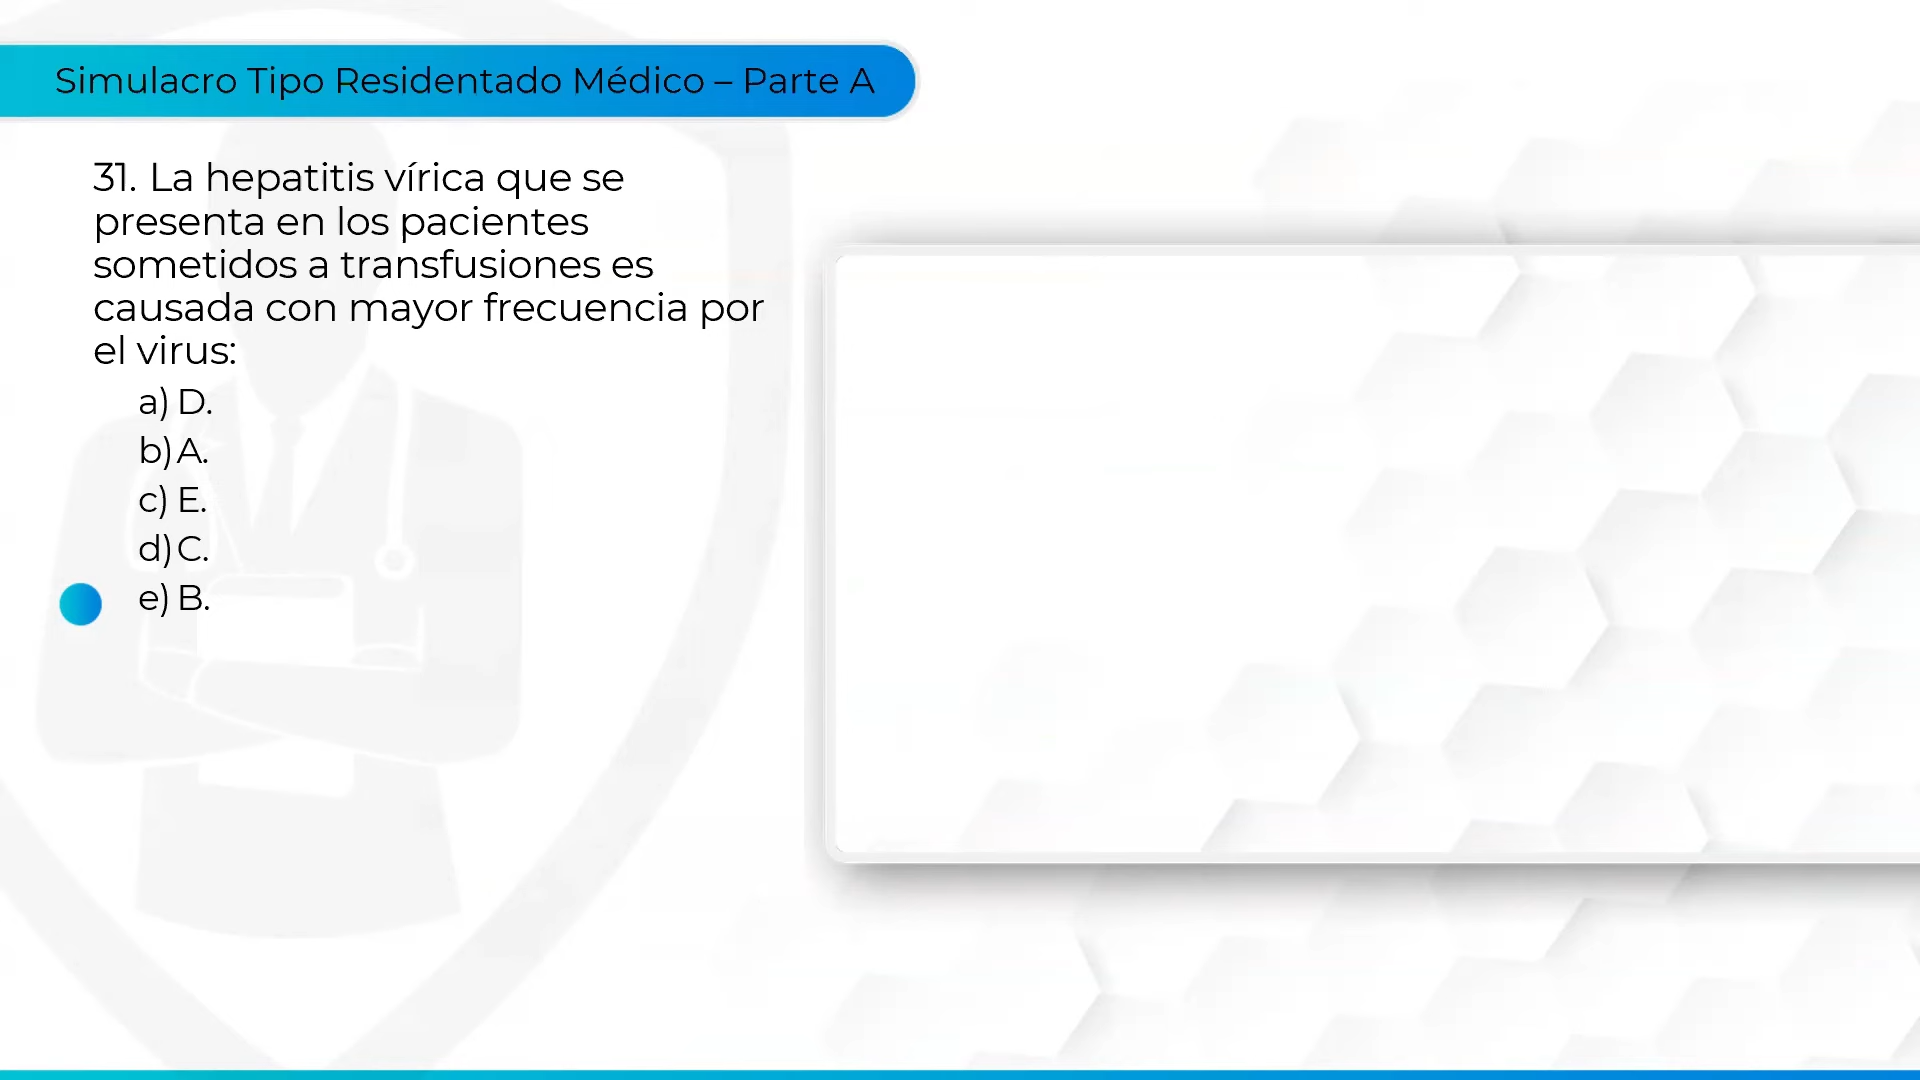 Simulacro Tipo Residentado Médico – Parte A
31. La hepatitis vírica que se
presenta en los pacientes
sometidos a transfusiones es
causada con mayor frecuencia por
el virus:
a) D.
b) A.
c) E.
d) C.
e) B.